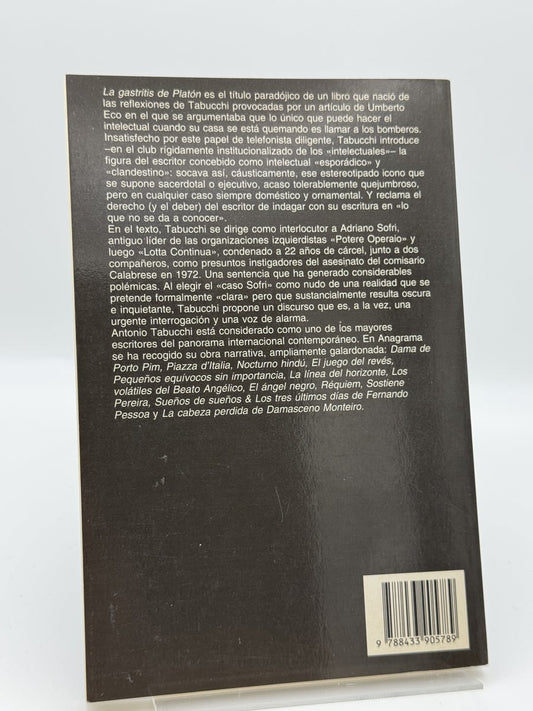 La gastritis de Platón es el título paradójico de un libro que nació de
las reflexiones de Tabucchi provocadas por un artículo de Umberto
Eco en el que se argumentaba que lo único que puede hacer el
intelectual cuando su casa se está quemando es llamar a los bomberos.
Insatisfecho por este papel de telefonista diligente, Tabucchi introduce
–en el club rígidamente institucionalizado de los «intelectuales»– la
figura del escritor concebido como intelectual «esporádico» y
«clandestino»: socava así, cáusticamente, ese estereotipado icono que
se supone sacerdotal o ejecutivo, acaso tolerablemente quejumbroso,
pero en cualquier caso siempre doméstico y ornamental. Y reclama el
derecho (y el deber) del escritor de indagar con su escritura en «lo
que no se da a conocer».
En el texto, Tabucchi se dirige como interlocutor a Adriano Sofri,
antiguo líder de las organizaciones izquierdistas «Potere Operaio» y
luego «Lotta Continua», condenado a 22 años de cárcel, junto a dos
compañeros, como presuntos instigadores del asesinato del comisario
Calabrese en 1972. Una sentencia que ha generado considerables
polémicas. Al elegir el «caso Sofri» como nudo de una realidad que se
pretende formalmente «clara» pero que sustancialmente resulta oscura
e inquietante, Tabucchi propone un discurso que es, a la vez, una
urgente interrogación y una voz de alarma.
Antonio Tabucchi está considerado como uno de los mayores
escritores del panorama internacional contemporáneo. En Anagrama
se ha recogido su obra narrativa, ampliamente galardonada: Dama de
Porto Pim, Piazza d'Italia, Nocturno hindú, El juego del revés,
Pequeños equívocos sin importancia, La línea del horizonte, Los
volátiles del Beato Angélico, El ángel negro, Réquiem, Sostiene
Pereira, Sueños de sueños & Los tres últimos días de Fernando
Pessoa y La cabeza perdida de Damasceno Monteiro.
9 788433 905789